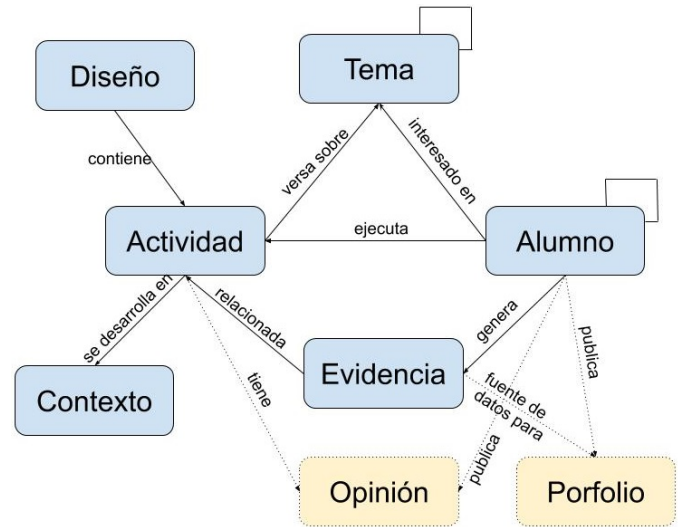 Diseño
Tema
contiene
versa sobre
interesado en
Actividad
ejecuta
Alumno
se desarrolla en
relacionada
genera
publica
Contexto
Evidencia
tiene
fuente de
datos para
publica
Opinión
Porfolio